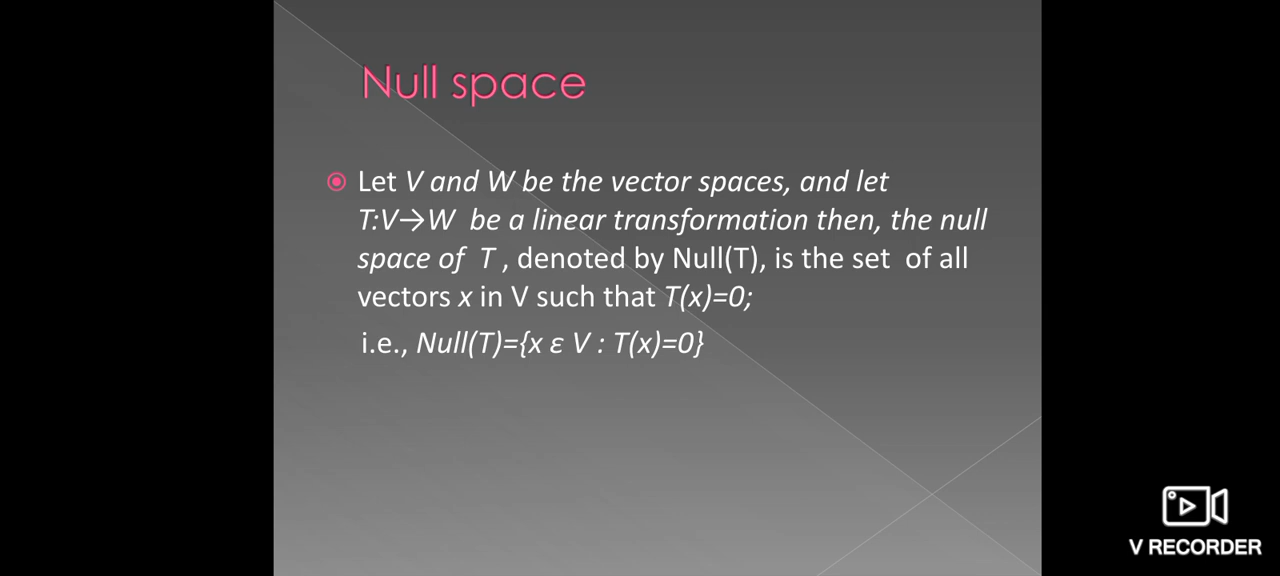 Null space
Let V and W be the vector spaces, and let
T:V→W be a linear transformation then, the null
space of T , denoted by Null(T), is the set of all
vectors x in V such that T(x)=0;
i.e., Null(T)={x ε V : T(x)=0}
V RECORDER